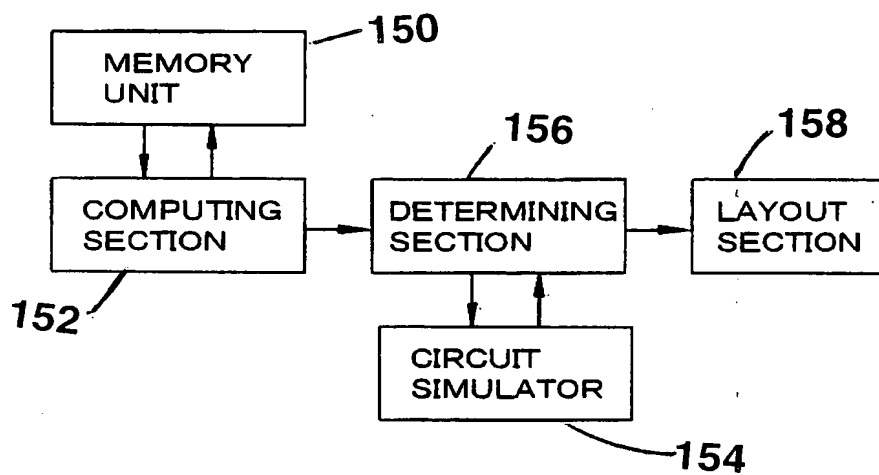 150
MEMORY
UNIT
156
158
COMPUTING
SECTION
DETERMINING
SECTION
LAYOUT
SECTION
152
CIRCUIT
SIMULATOR
154